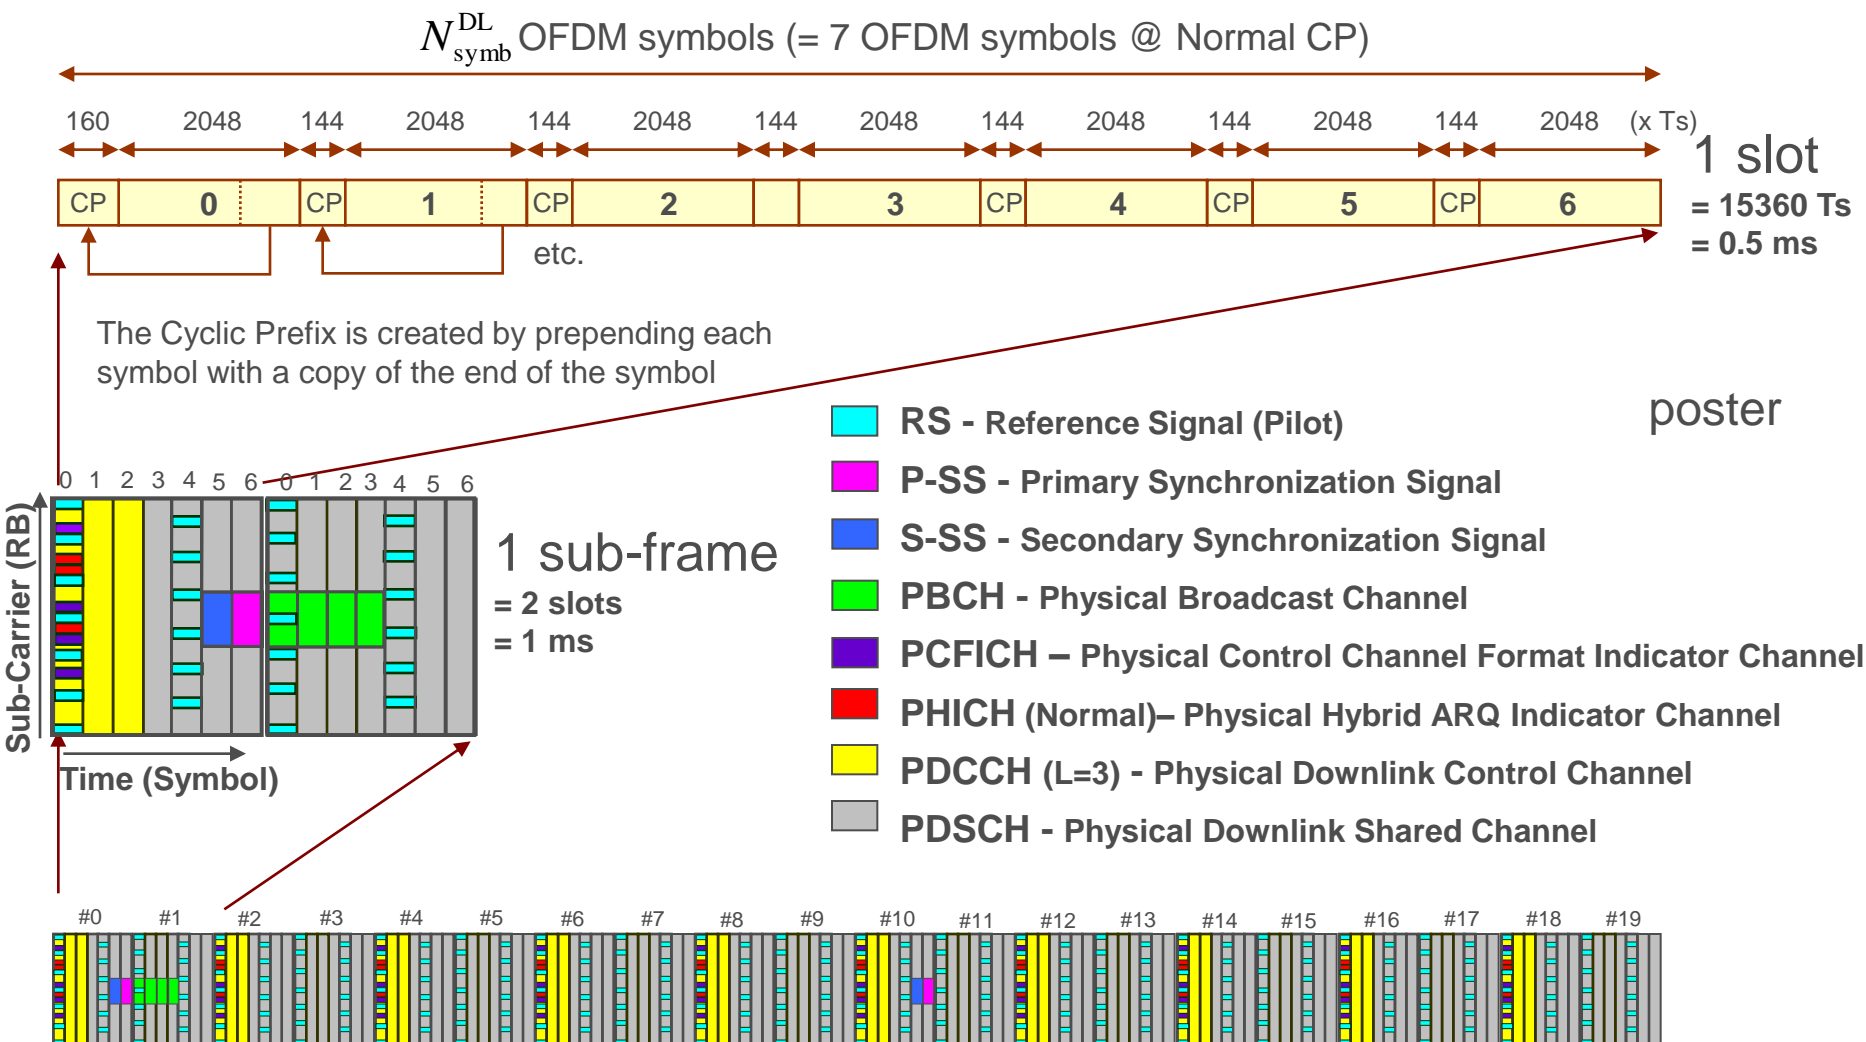 N symb DL OFDM symbols (= 7 OFDM symbols @ Normal CP)
160 2048 144 2048 144 2048 144 2048 144 2048 144 2048 144 2048 (x Ts)
1 slot
= 15360 Ts
= 0.5 ms
CP 0 CP 1 CP 2 3 CP 4 CP 5 CP 6
etc.
The Cyclic Prefix is created by prepending each
symbol with a copy of the end of the symbol
poster
RS - Reference Signal (Pilot)
P-SS - Primary Synchronization Signal
S-SS - Secondary Synchronization Signal
PBCH - Physical Broadcast Channel
PCFICH – Physical Control Channel Format Indicator Channel
PHICH (Normal)– Physical Hybrid ARQ Indicator Channel
PDCCH (L=3) - Physical Downlink Control Channel
PDSCH - Physical Downlink Shared Channel
0 1 2 3 4 5 6 0 1 2 3 4 5 6
Sub-Carrier (RB)
1 sub-frame
= 2 slots
= 1 ms
Time (Symbol)
#0 #1 #2 #3 #4 #5 #6 #7 #8 #9 #10 #11 #12 #13 #14 #15 #16 #17 #18 #19